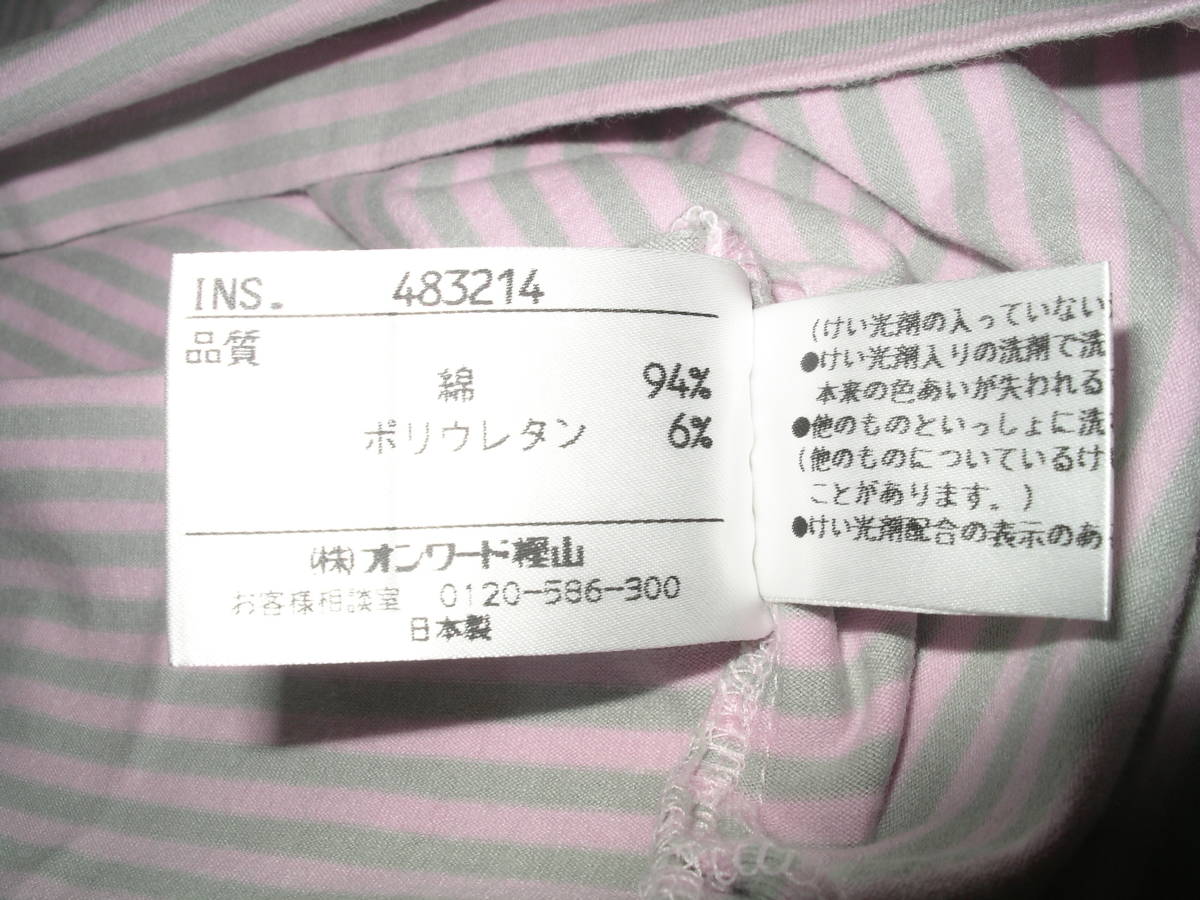 INS. 483214
品質
綿 94%
ポリウレタン 6%
(株)オンワード樫山
お客様相談室 0120-586-300
日本製
(けい光剤の入っていない
●けい光剤入りの洗剤で洗
本来の色あいが失われる
●他のものといっしょに洗
(他のものについているけ
ことがあります。)
●けい光剤配合の表示のあ